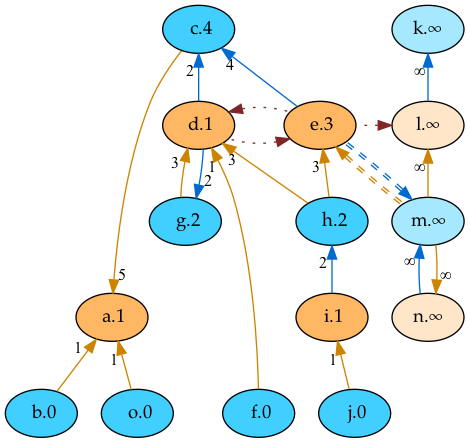 c.4 k.∞
2 4 ∞
d.1 e.3 l.∞
3 2 1 3 3 ∞
g.2 h.2 m.∞
5 2 ∞ ∞
a.1 i.1 n.∞
1 1 1
b.0 o.0 f.0 j.0